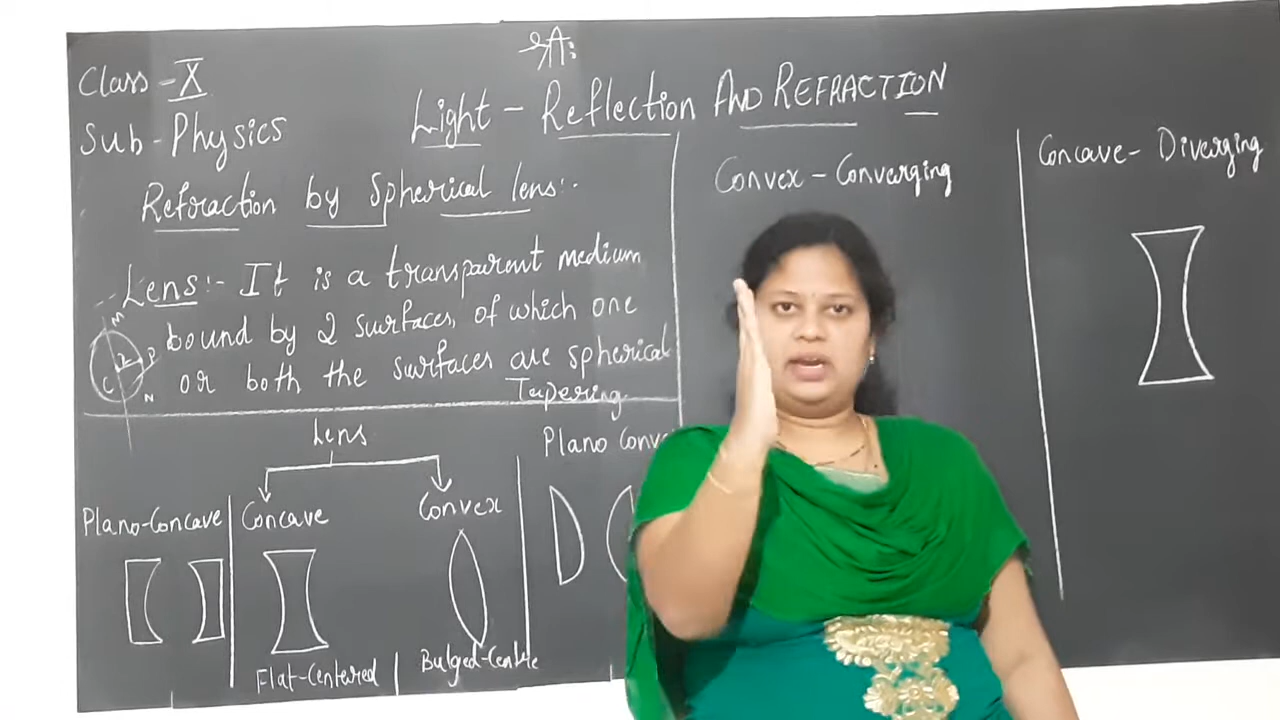 श्री:
Class - X
Sub - Physics
Light - Reflection AND REFRACTION
Refraction by Spherical lens:-
Lens:- It is a transparent medium
bound by 2 surfaces, of which one
or both the surfaces are spherical
Tapering
M
P
C
N
Lens
Plano-Concave
Concave
Convex
Flat-Centered
Bulged-Centre
Plano
Convex - Converging
Concave - Diverging